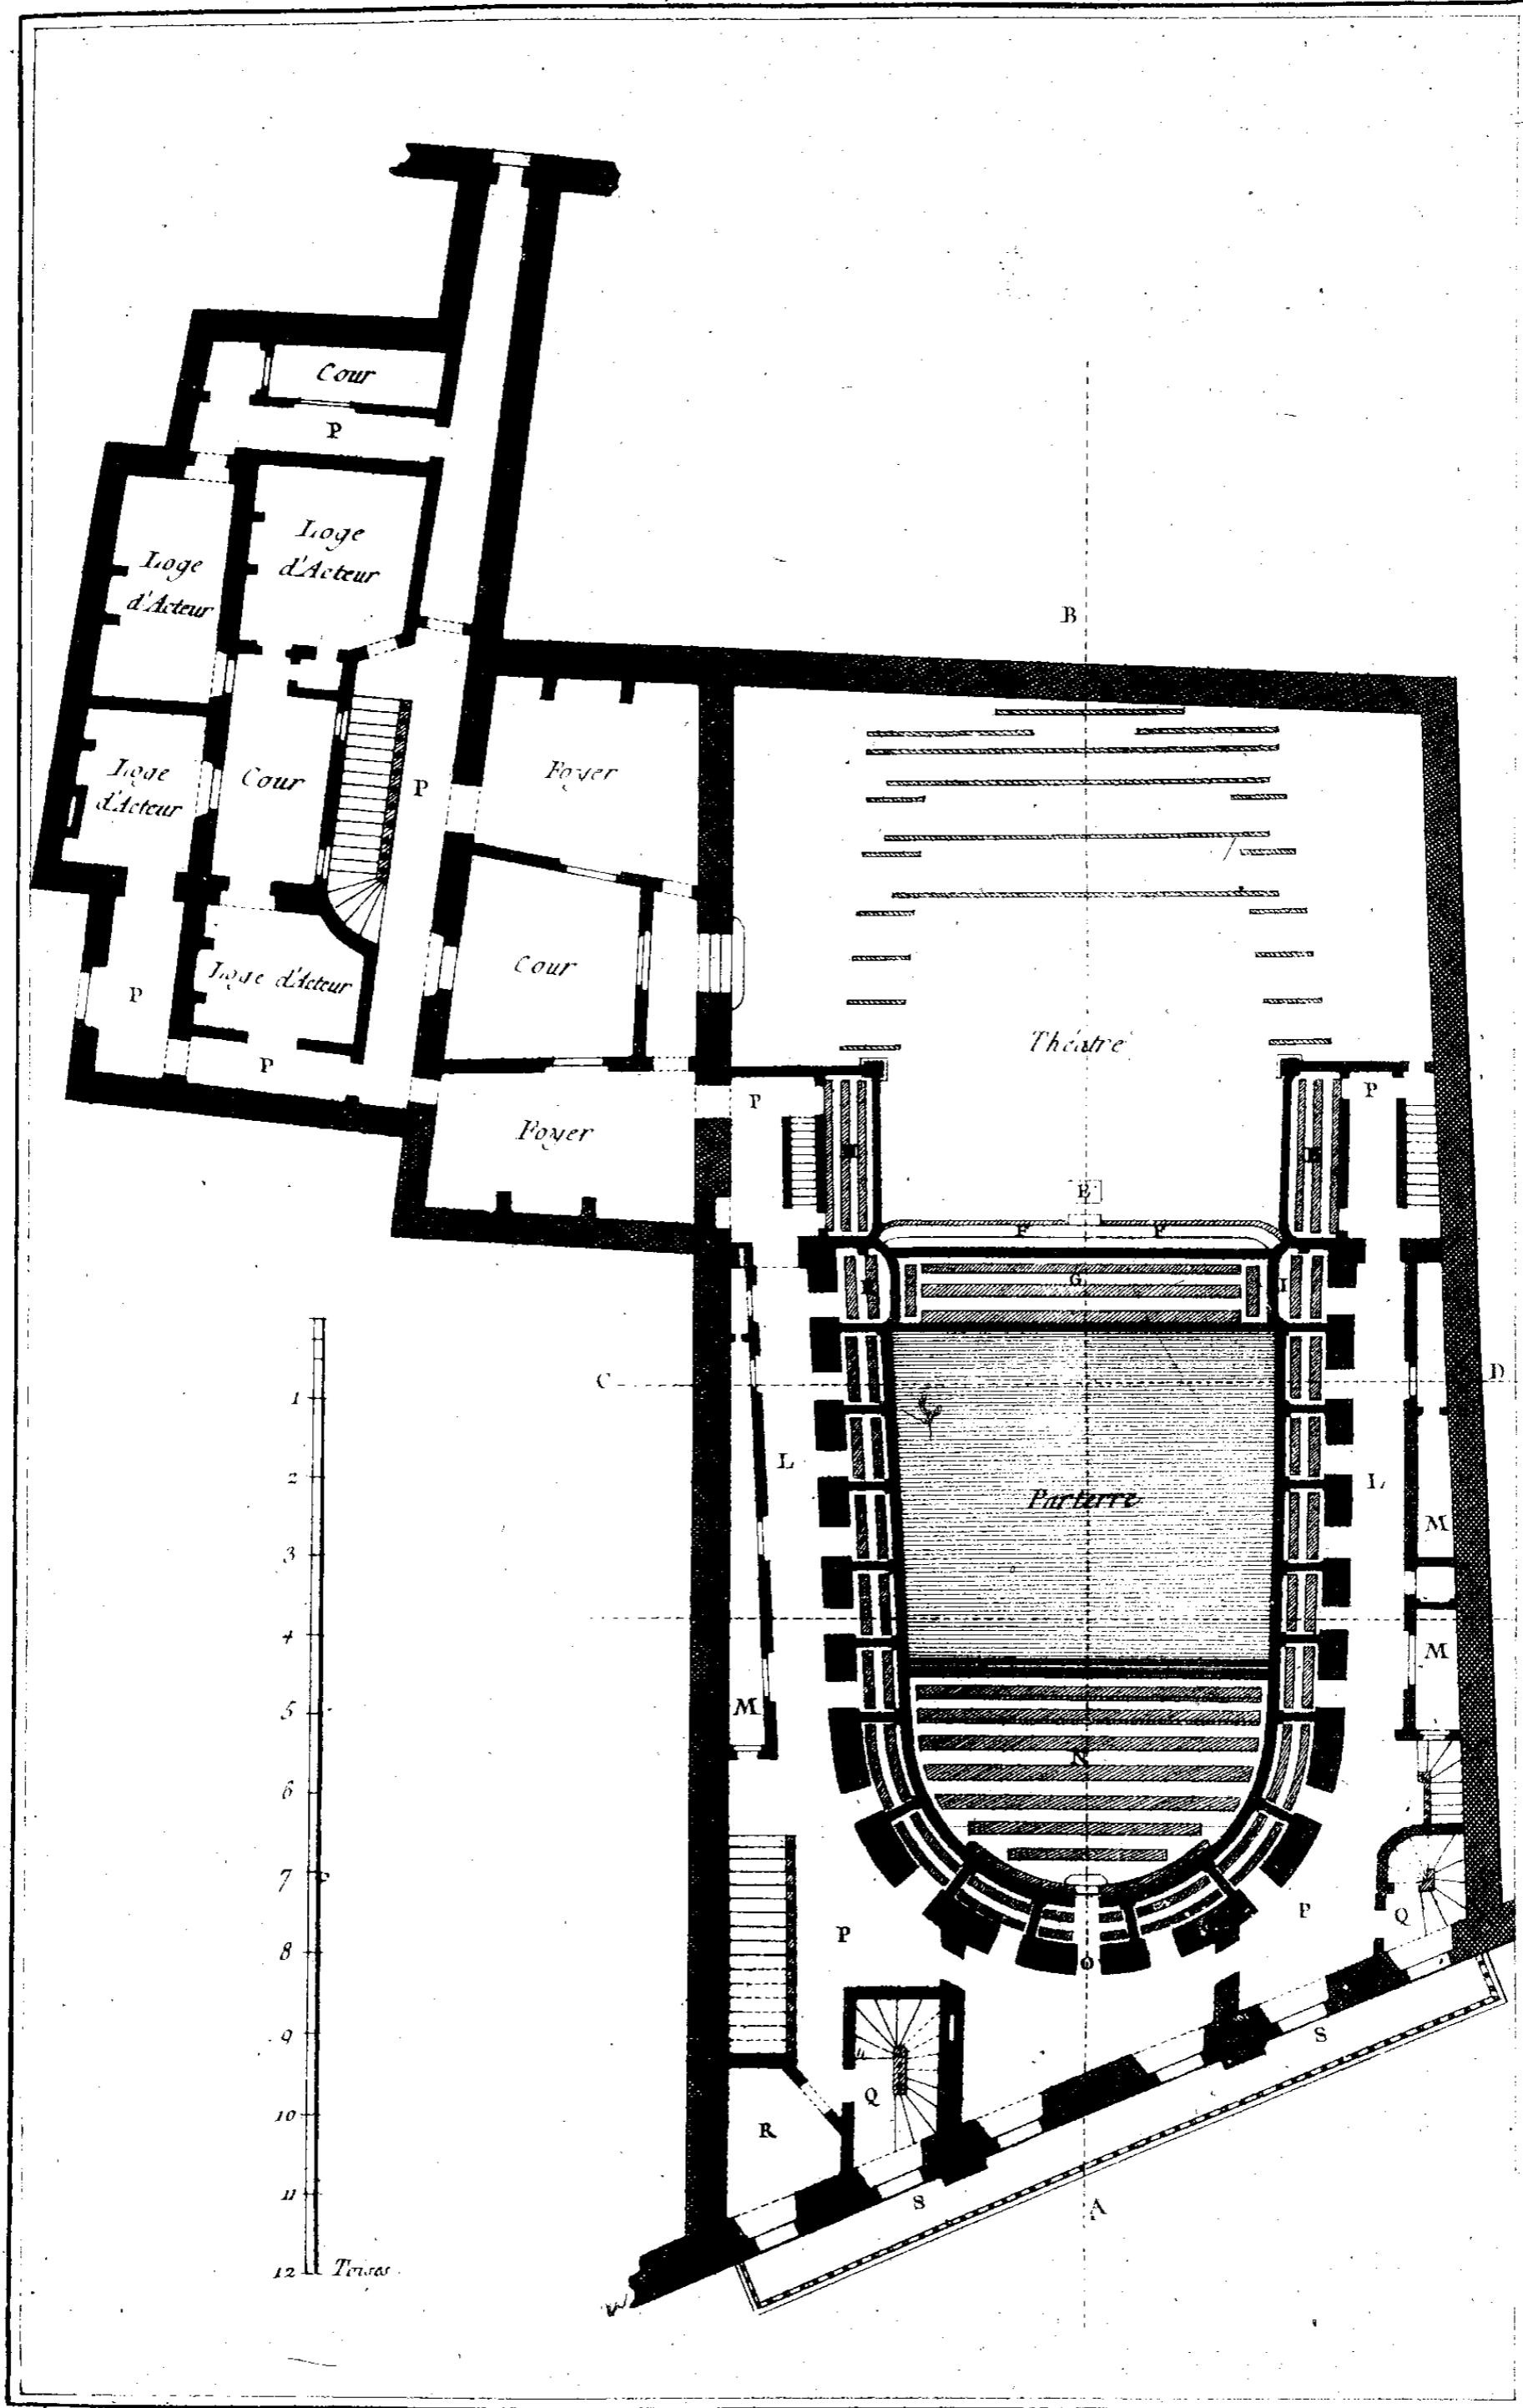 Cour
P
Loge
d'Acteur
Loge
d'Acteur
B
Loge
d'Acteur
Cour
P
Foyer
Cour
Loge d'Acteur
P
P
Théatre
Foyer
P
P
H
H
E
F
F
G
I
I
C
D
L
L
Parterre
M
M
M
N
P
P
Q
O
Q
R
S
S
A
1
2
3
4
5
6
7
8
9
10
11
12 Toises